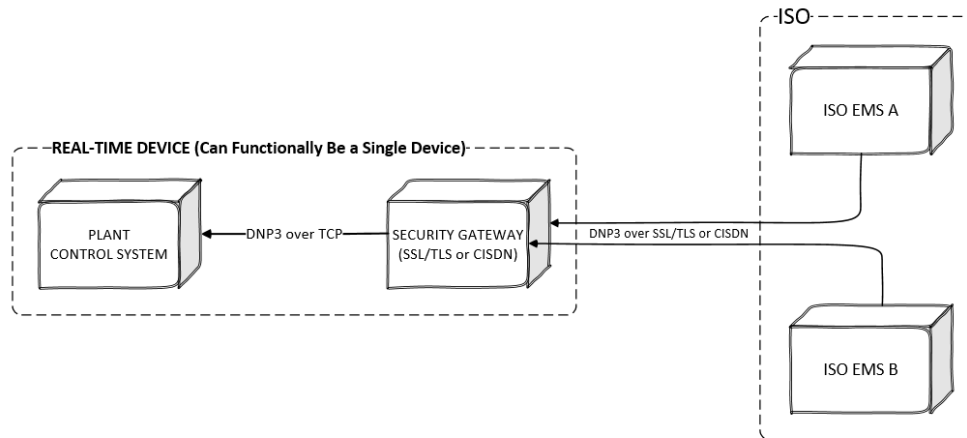 ISO
ISO EMS A
REAL-TIME DEVICE (Can Functionally Be a Single Device)
PLANT
CONTROL SYSTEM
DNP3 over TCP
SECURITY GATEWAY
(SSL/TLS or CISDN)
DNP3 over SSL/TLS or CISDN
ISO EMS B